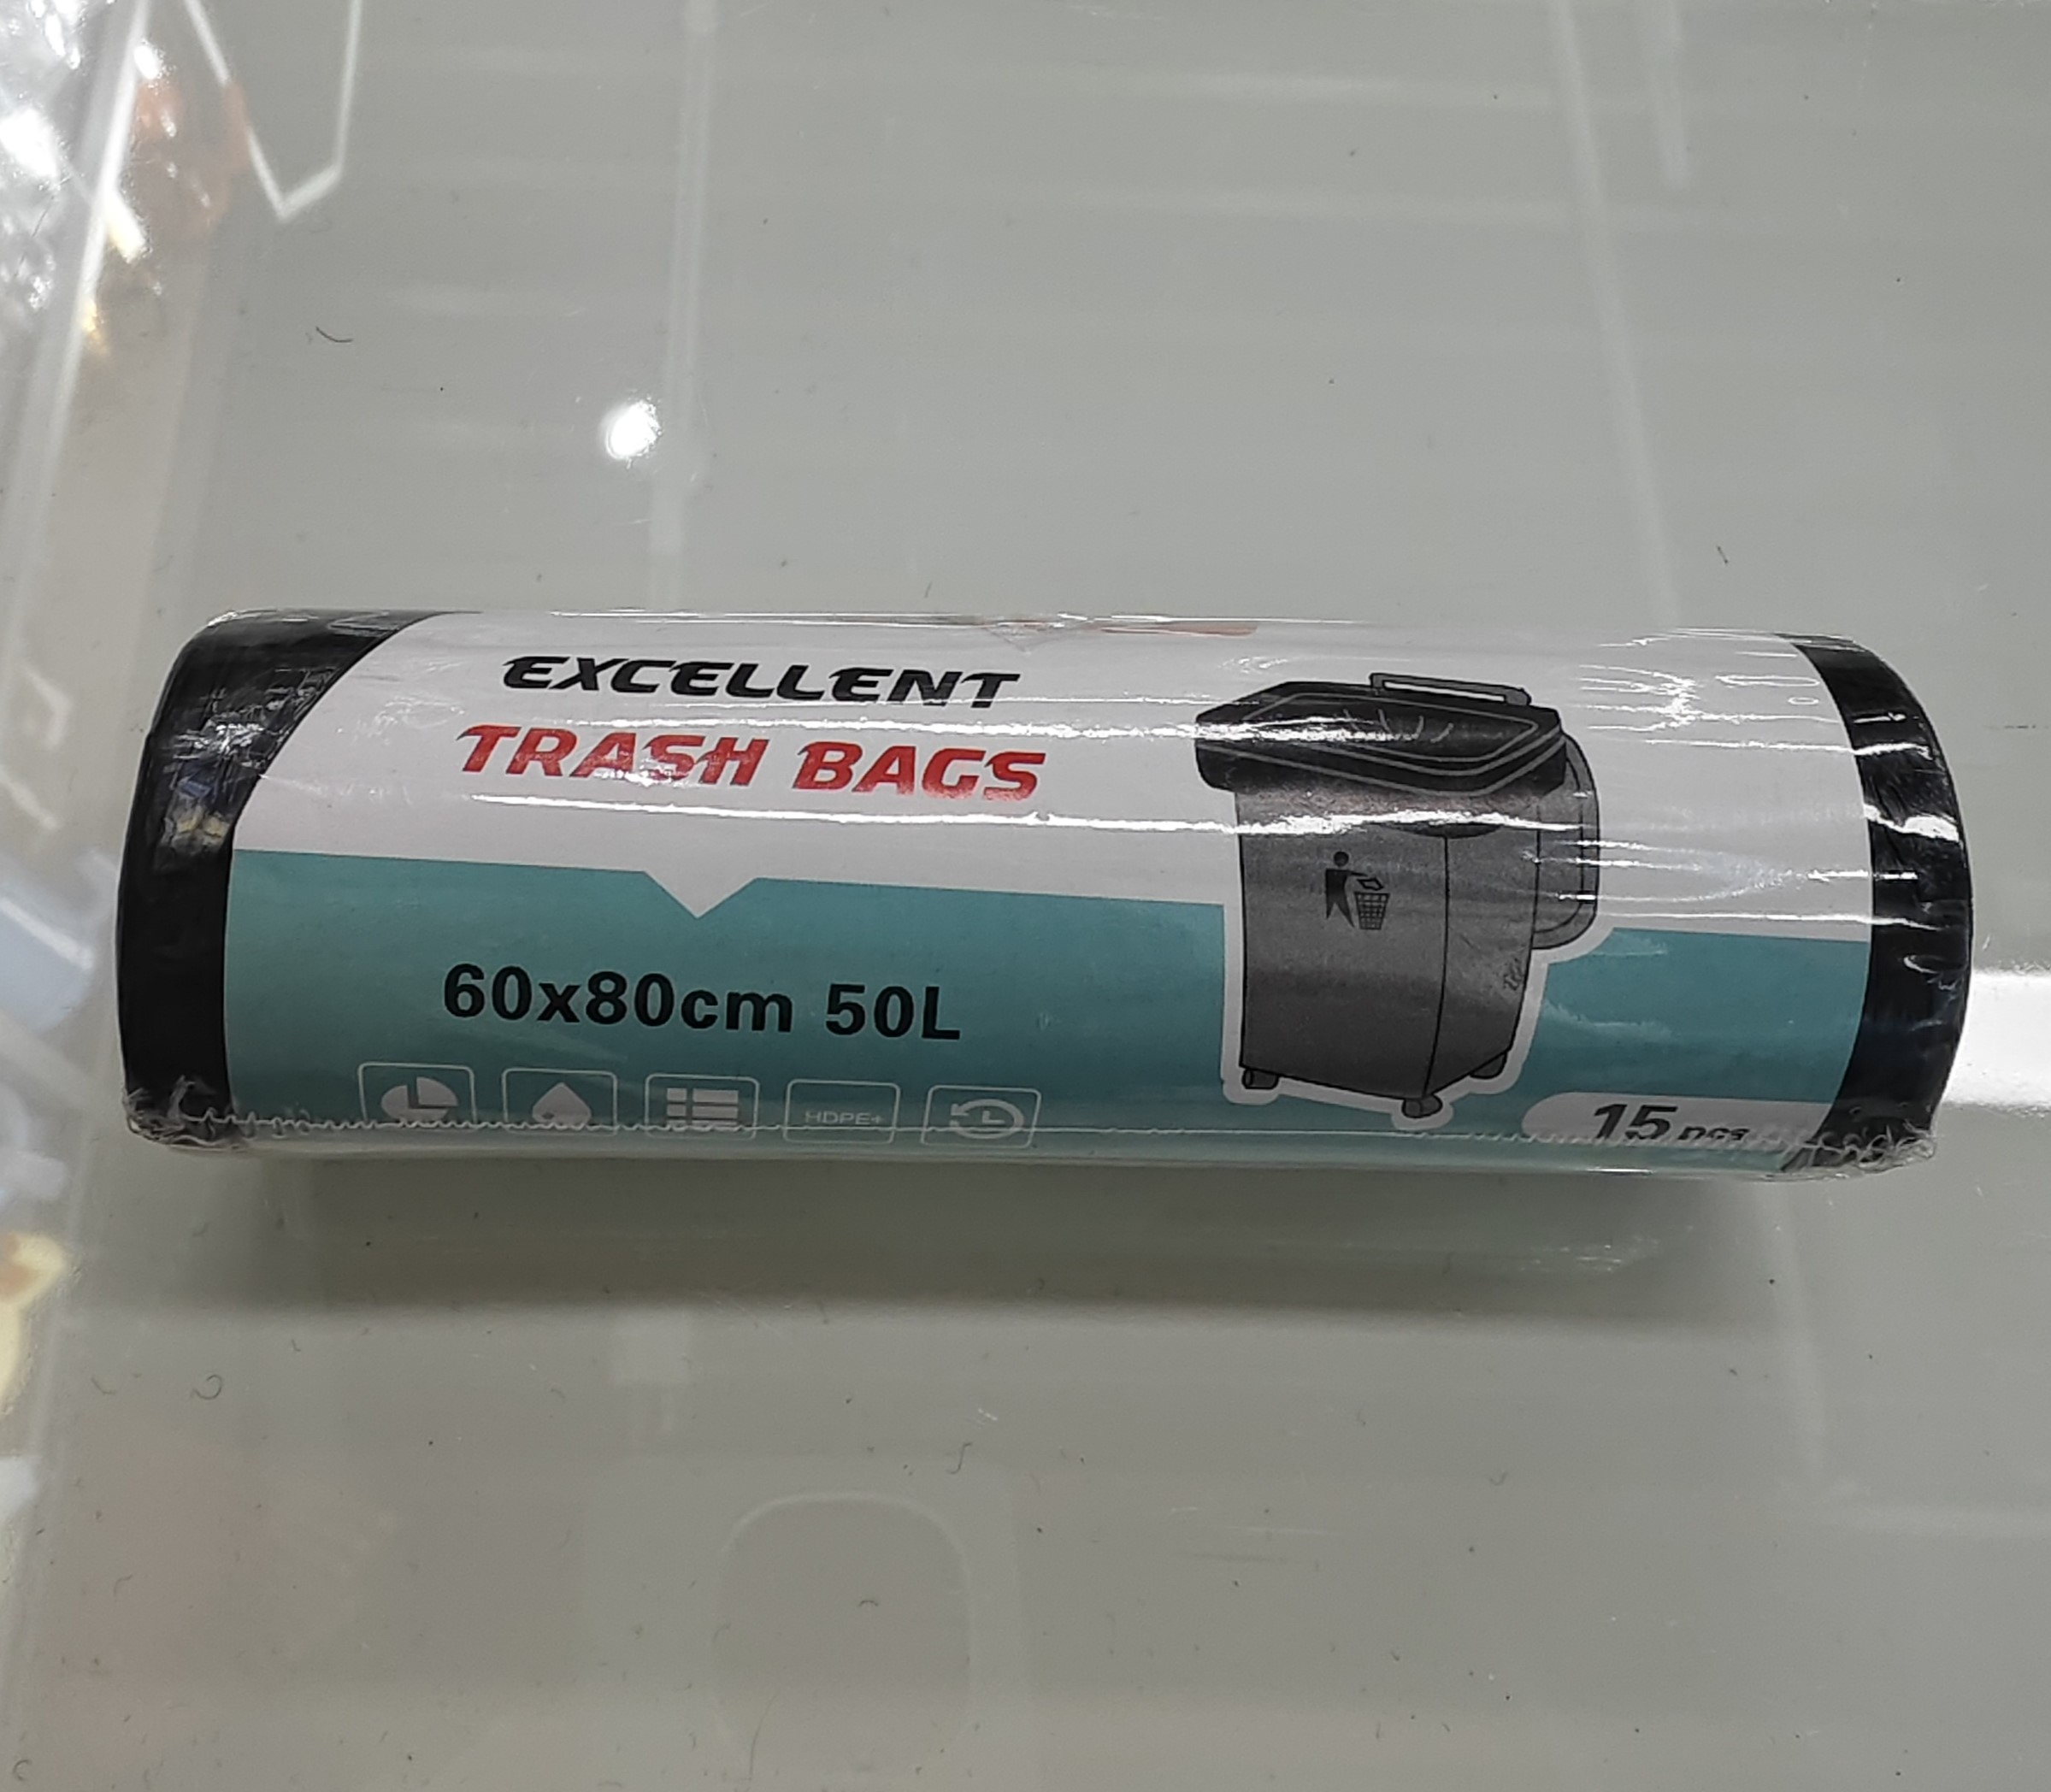 EXCELLENT
TRASH BAGS
60x80cm 50L
HDPE+
15 pcs